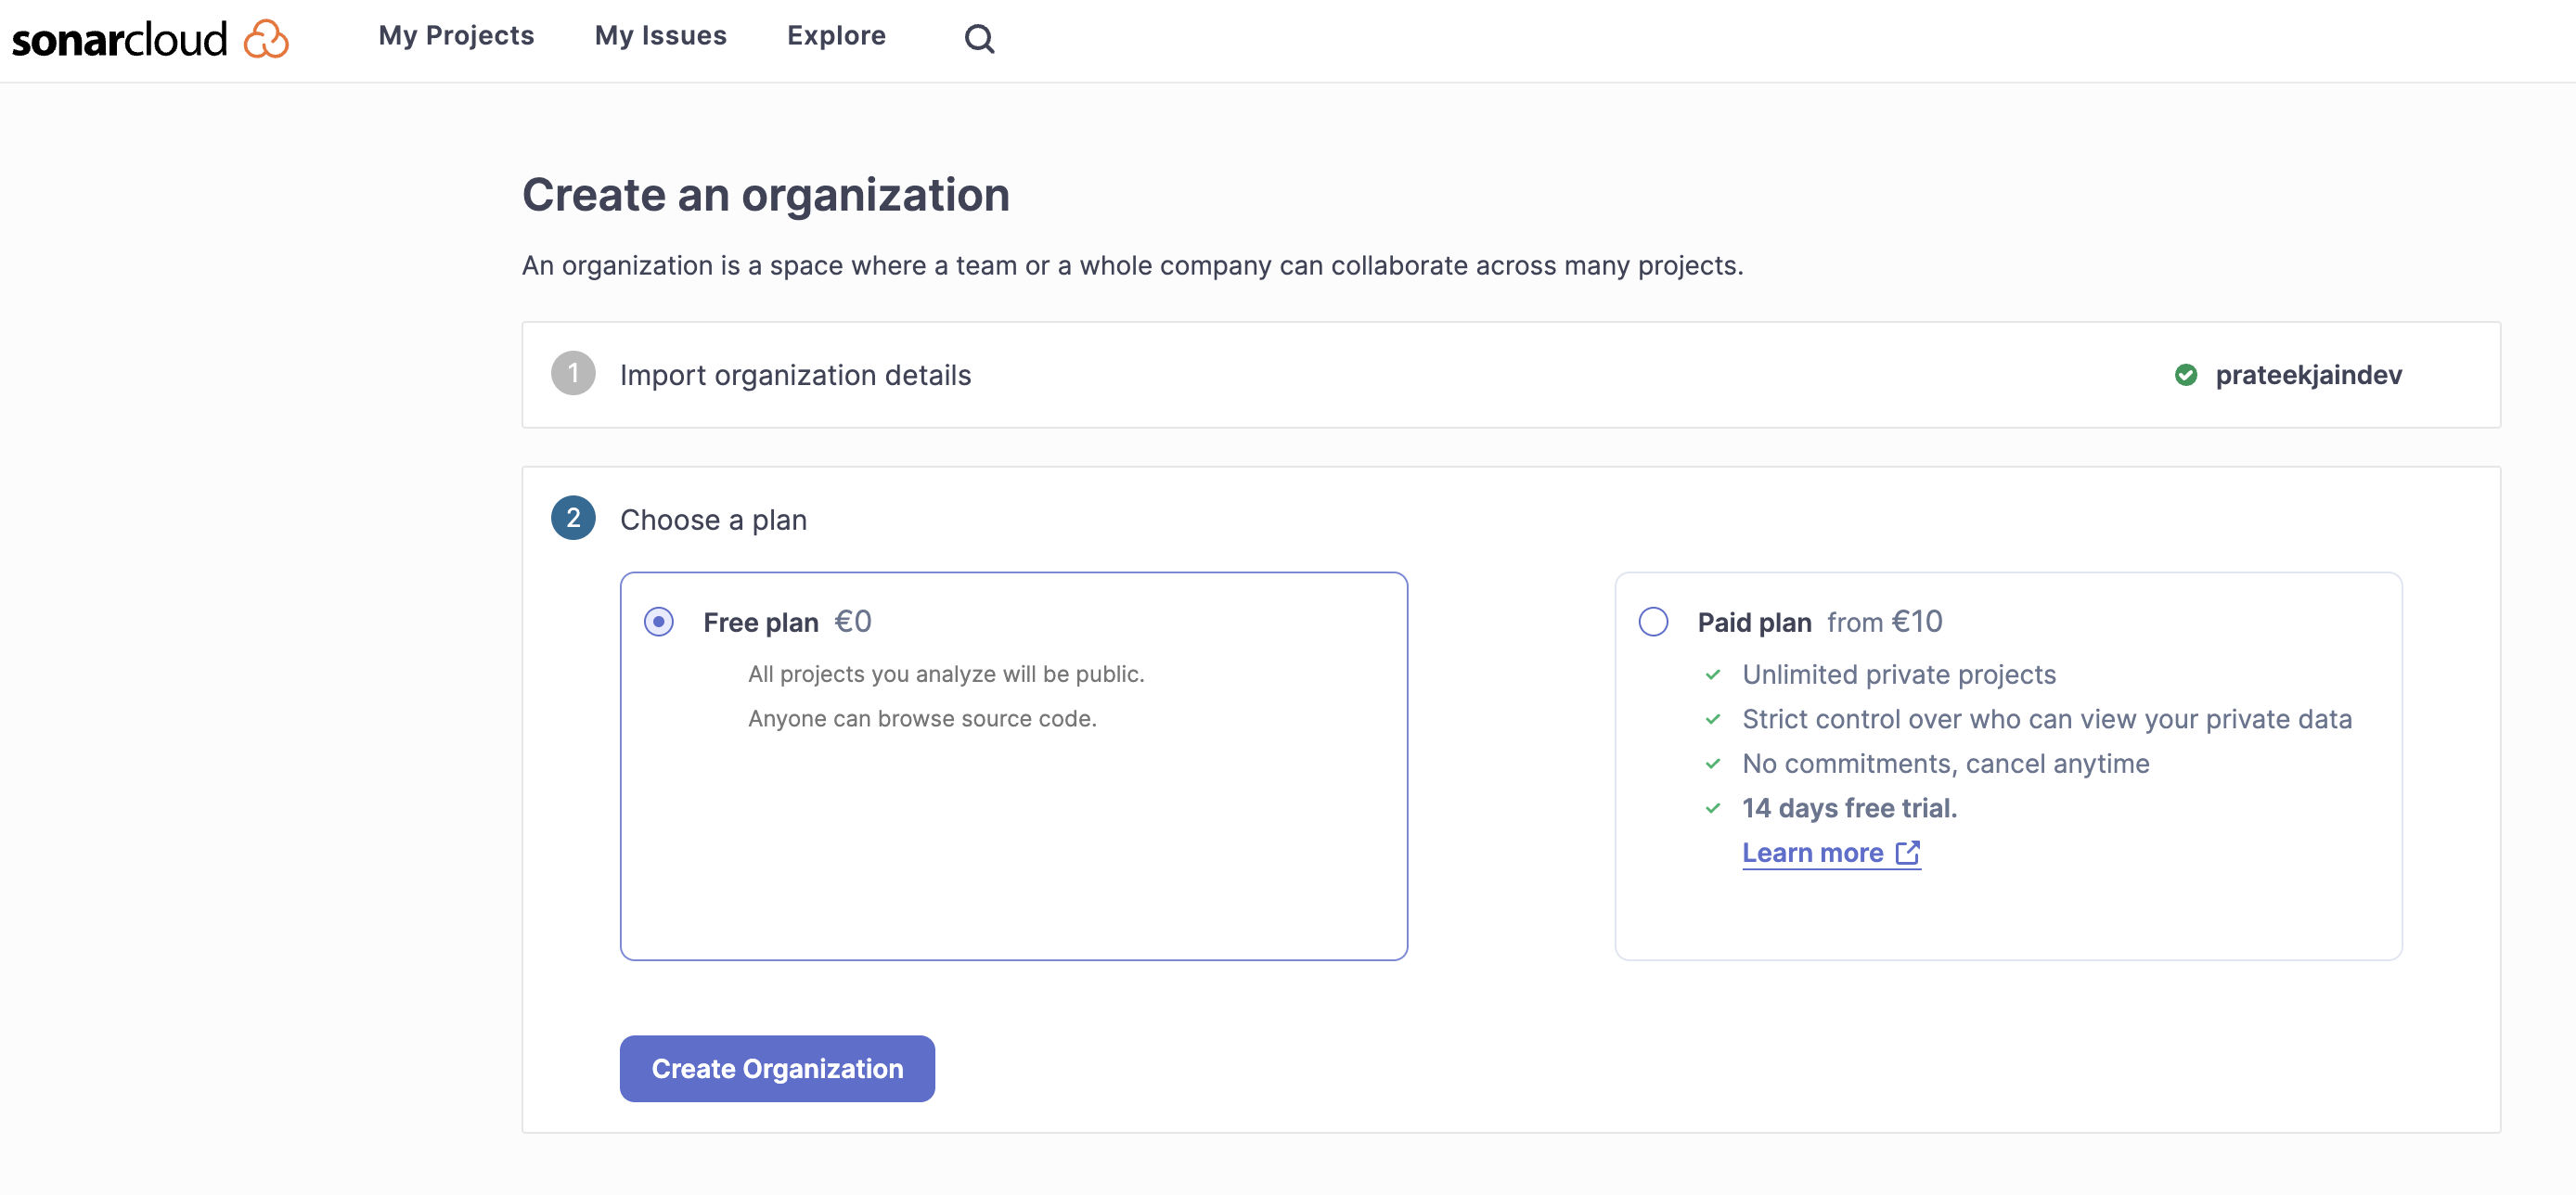 sonarcloud My Projects My Issues Explore
Create an organization
An organization is a space where a team or a whole company can collaborate across many projects.
1 Import organization details prateekjaindev
2 Choose a plan
Free plan €0
All projects you analyze will be public.
Anyone can browse source code.
Paid plan from €10
Unlimited private projects
Strict control over who can view your private data
No commitments, cancel anytime
14 days free trial.
Learn more
Create Organization